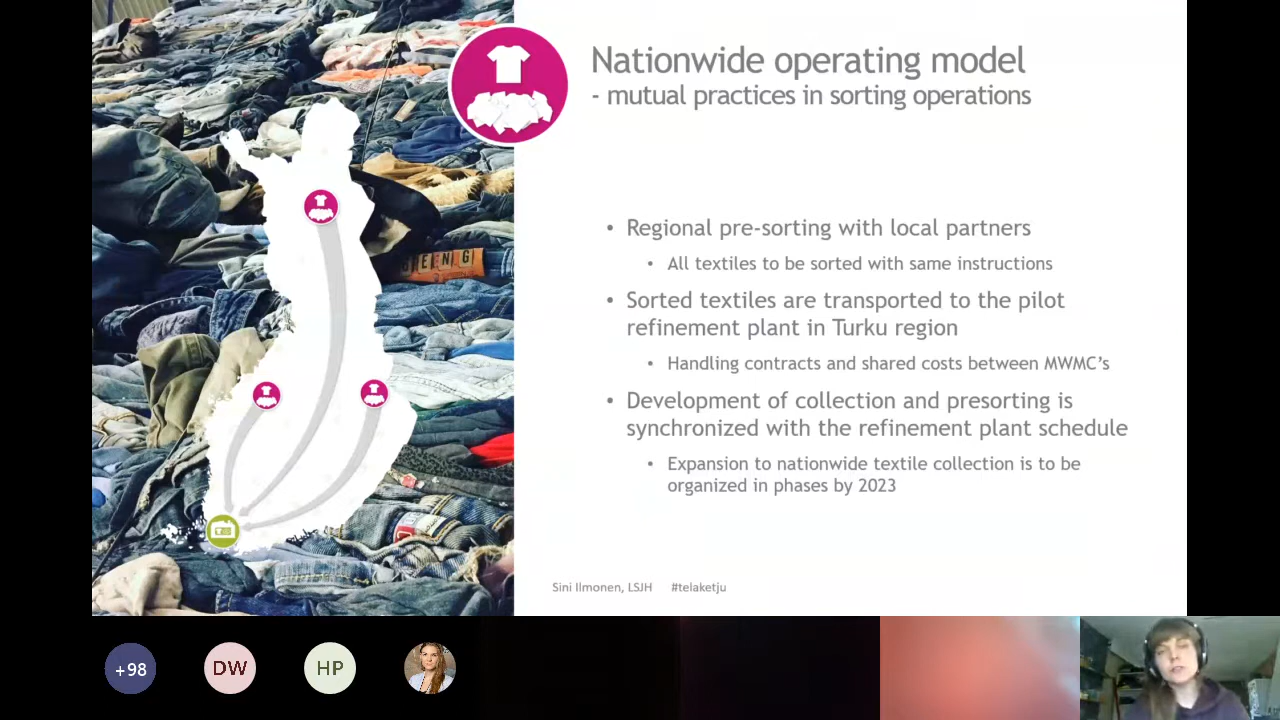 Nationwide operating model
- mutual practices in sorting operations
• Regional pre-sorting with local partners
• All textiles to be sorted with same instructions
• Sorted textiles are transported to the pilot
refinement plant in Turku region
• Handling contracts and shared costs between MWMC's
• Development of collection and presorting is
synchronized with the refinement plant schedule
• Expansion to nationwide textile collection is to be
organized in phases by 2023
Sini Ilmonen, LSJH #telaketju
+98
DW
HP